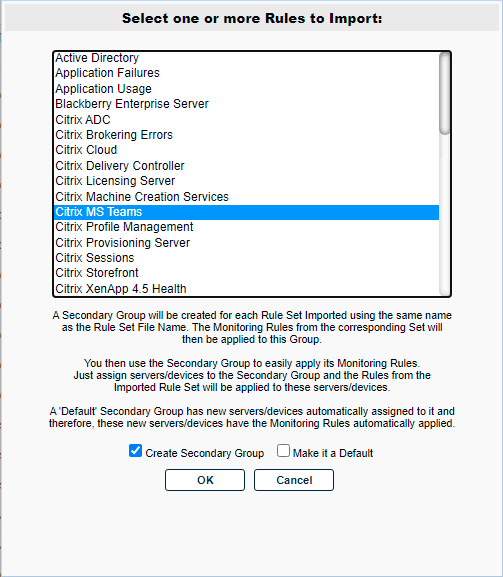 Select one or more Rules to Import:
Active Directory
Application Failures
Application Usage
Blackberry Enterprise Server
Citrix ADC
Citrix Brokering Errors
Citrix Cloud
Citrix Delivery Controller
Citrix Licensing Server
Citrix Machine Creation Services
Citrix MS Teams
Citrix Profile Management
Citrix Provisioning Server
Citrix Sessions
Citrix Storefront
Citrix XenApp 4.5 Health
A Secondary Group will be created for each Rule Set Imported using the same name
as the Rule Set File Name. The Monitoring Rules from the corresponding Set will
then be applied to this Group.
You then use the Secondary Group to easily apply its Monitoring Rules.
Just assign servers/devices to the Secondary Group and the Rules from the
Imported Rule Set will be applied to these servers/devices.
A 'Default' Secondary Group has new servers/devices automatically assigned to it and
therefore, these new servers/devices have the Monitoring Rules automatically applied.
Create Secondary Group Make it a Default
OK Cancel